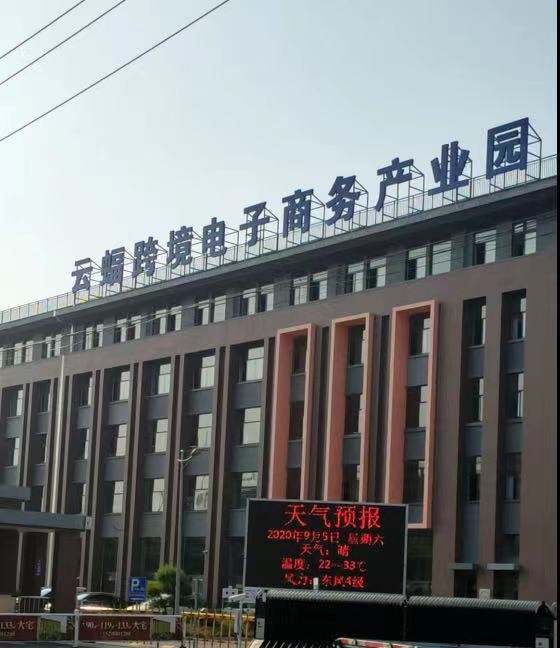 云蝠跨境电子商务产业园
天气预报
2020年9月5日 星期六
天气：晴
温度：22～33℃
风力：东风4级
P